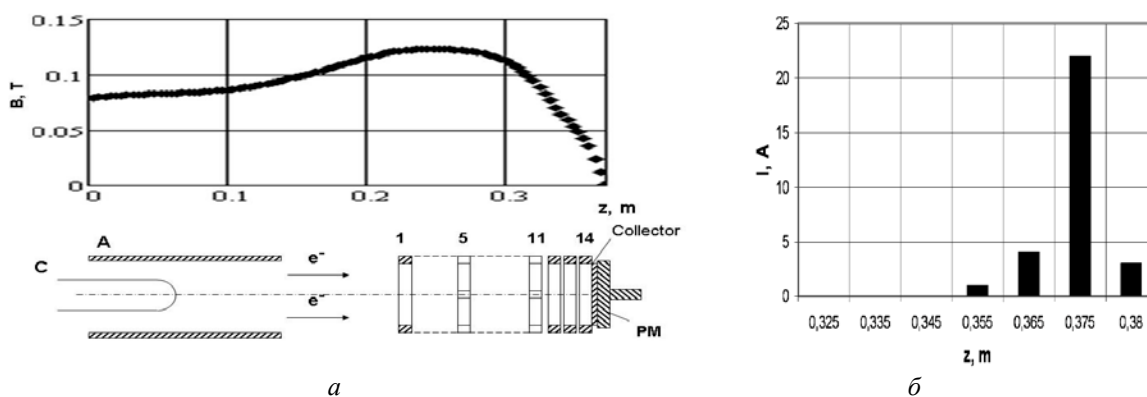 0.15
0.1
0.05
0
B, T
0 0.1 0.2 0.3
z, m
A
C
e⁻
e⁻
1 5 11 14
Collector
PM
а
25
20
15
10
5
0
I, A
0,325 0,335 0,345 0,355 0,365 0,375 0,38
z, m
б